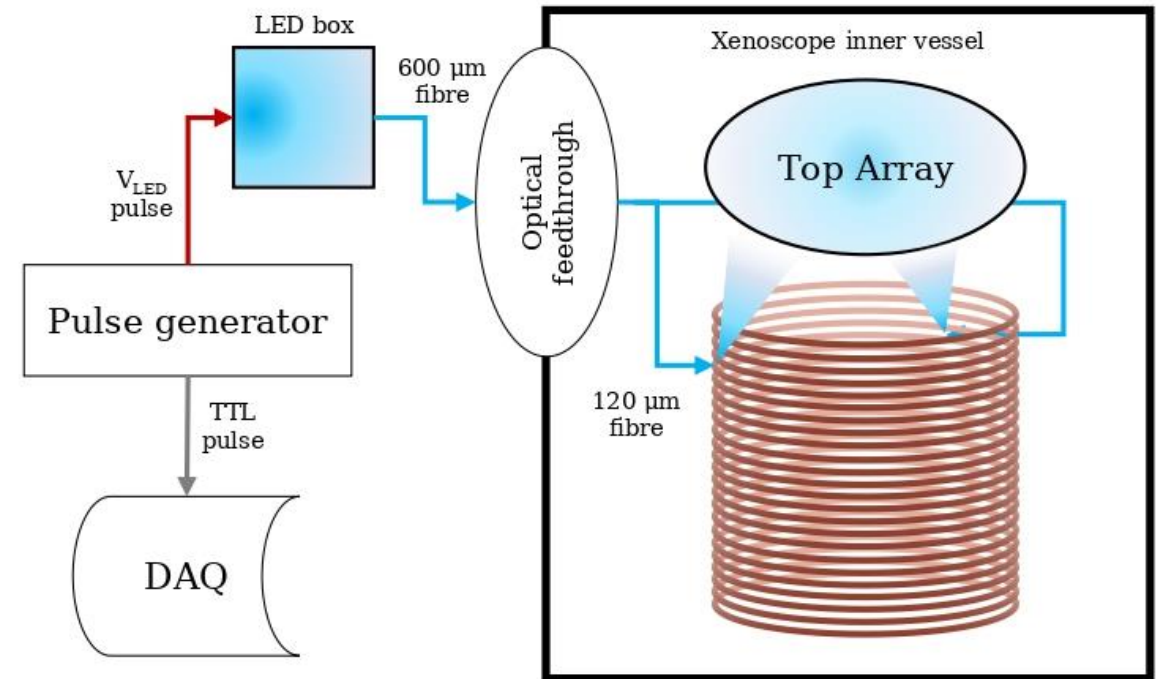 LED box
Xenoscope inner vessel
600 µm
fibre
Optical
feedthrough
Top Array
V_LED
pulse
Pulse generator
120 µm
fibre
TTL
pulse
DAQ